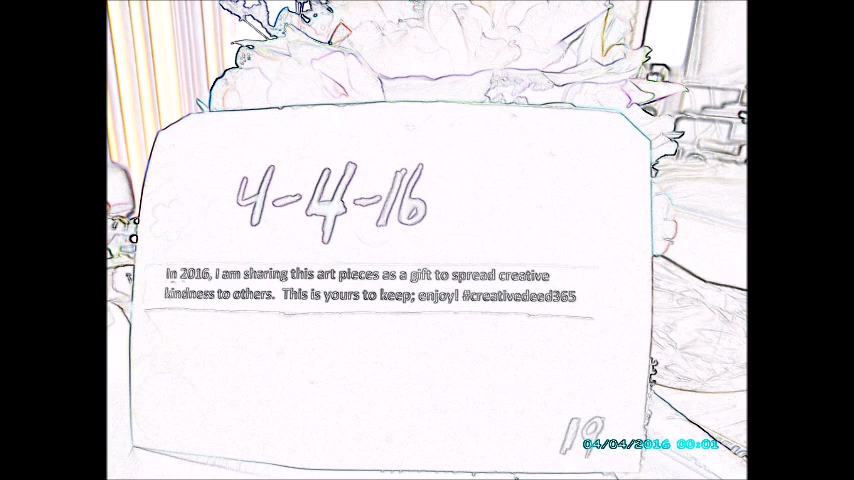 4-4-16
In 2016, I am sharing this art pieces as a gift to spread creative
kindness to others. This is yours to keep; enjoy! #creativedeed365
19
04/04/2016 00:01